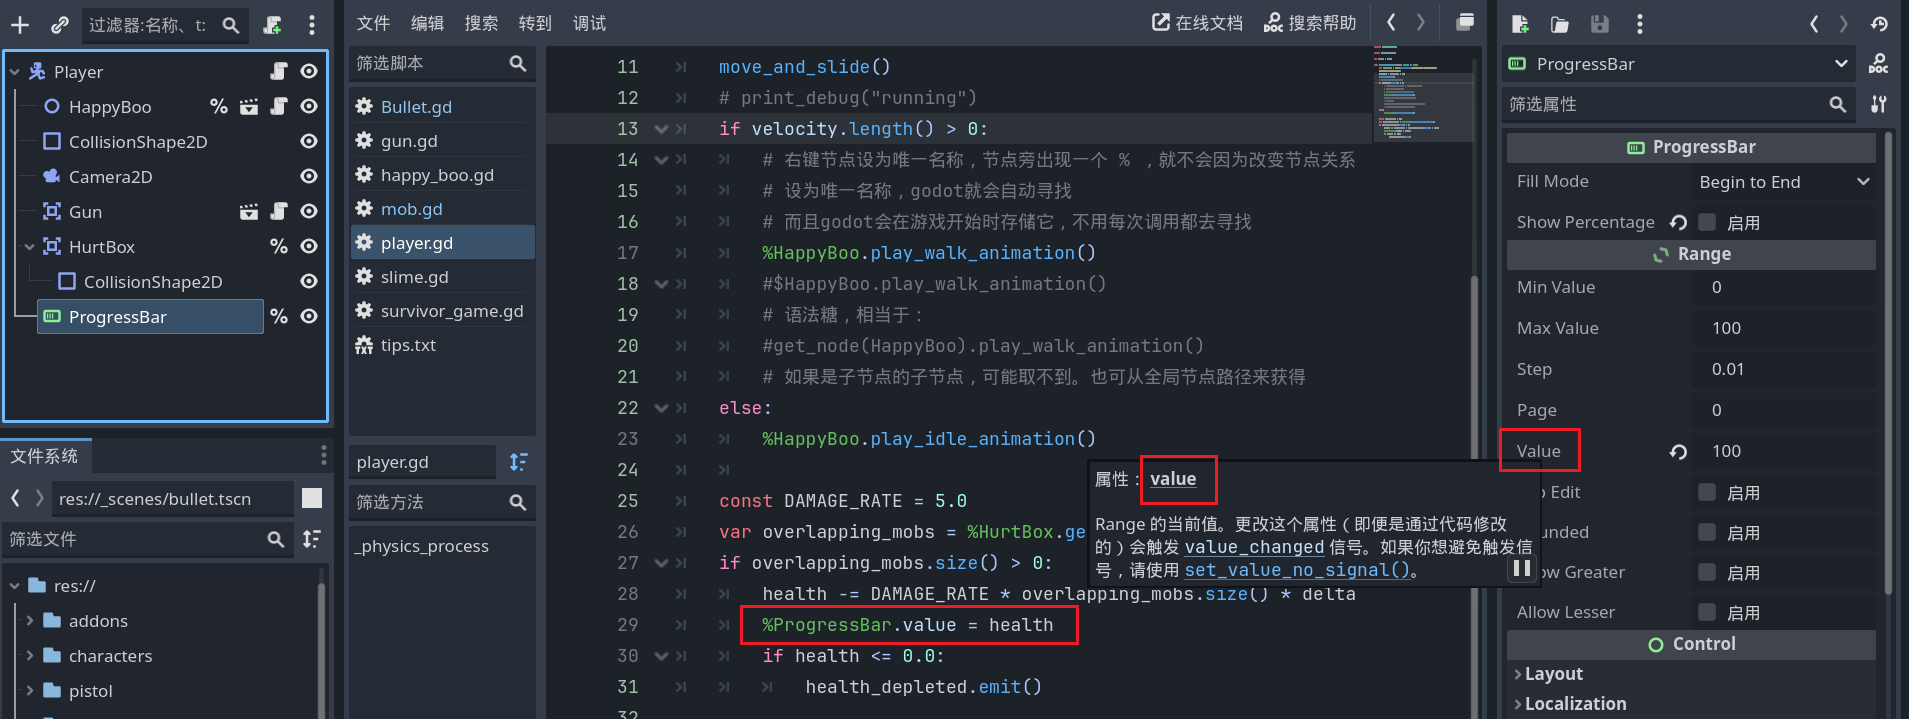 过滤器:名称、t:
Player
HappyBoo
%
CollisionShape2D
Camera2D
Gun
HurtBox
%
CollisionShape2D
ProgressBar
%
文件系统
res://_scenes/bullet.tscn
筛选文件
res://
addons
characters
pistol
文件 编辑 搜索 转到 调试
在线文档
搜索帮助
筛选脚本
Bullet.gd
gun.gd
happy_boo.gd
mob.gd
player.gd
slime.gd
survivor_game.gd
tips.txt
player.gd
筛选方法
_physics_process
11 move_and_slide()
12 # print_debug("running")
13 if velocity.length() > 0:
14 # 右键节点设为唯一名称，节点旁出现一个 % ，就不会因为改变节点关系
15 # 设为唯一名称，godot就会自动寻找
16 # 而且godot会在游戏开始时存储它，不用每次调用都去寻找
17 %HappyBoo.play_walk_animation()
18 #$HappyBoo.play_walk_animation()
19 # 语法糖，相当于：
20 #get_node(HappyBoo).play_walk_animation()
21 # 如果是子节点的子节点，可能取不到。也可从全局节点路径来获得
22 else:
23 %HappyBoo.play_idle_animation()
24
25 const DAMAGE_RATE = 5.0
26 var overlapping_mobs = %HurtBox.ge
27 if overlapping_mobs.size() > 0:
28 health -= DAMAGE_RATE * overlapping_mobs.size() * delta
29 %ProgressBar.value = health
30 if health <= 0.0:
31 health_depleted.emit()
32
属性：value
Range 的当前值。更改这个属性（即便是通过代码修改
的）会触发 value_changed 信号。如果你想避免触发信
号，请使用 set_value_no_signal()。
ProgressBar
DOC
筛选属性
ProgressBar
Fill Mode Begin to End
Show Percentage 启用
Range
Min Value 0
Max Value 100
Step 0.01
Page 0
Value 100
Edit 启用
unded 启用
w Greater 启用
Allow Lesser 启用
Control
Layout
Localization